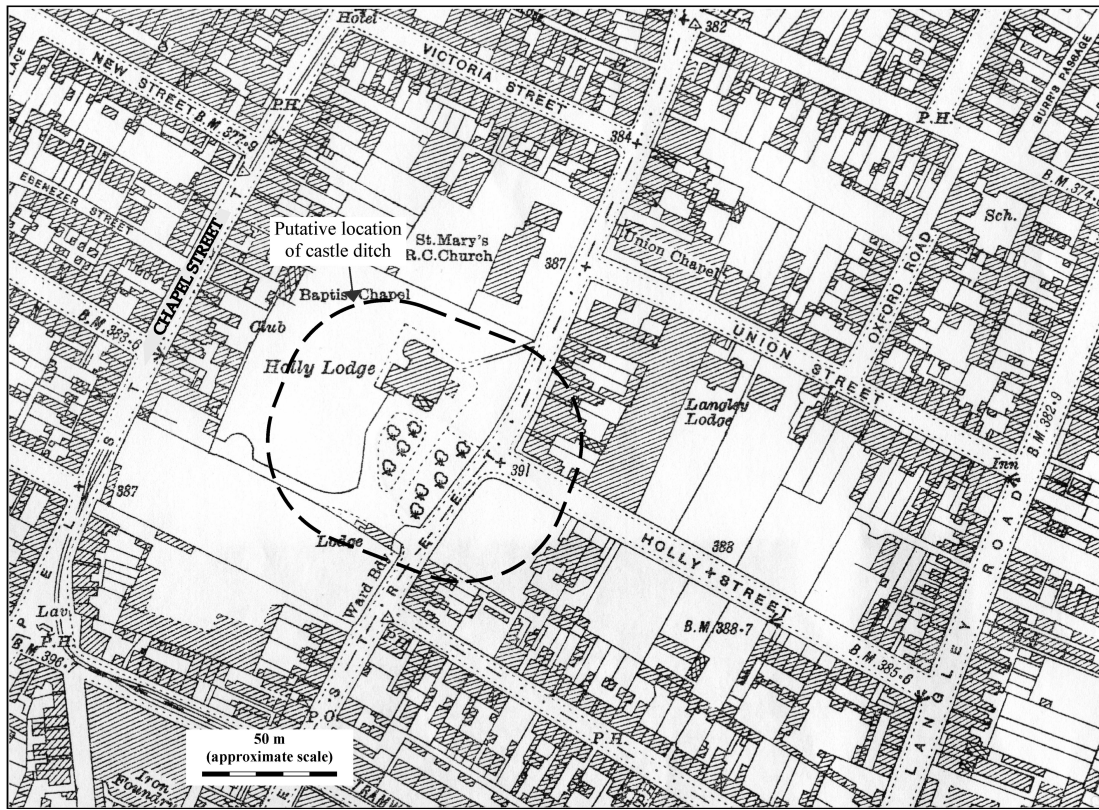 Hotel
382
NEW STREET
B.M. 377.9
P.H.
VICTORIA
STREET
384
P.H.
BURR'S PASSAGE
B.M. 374.
EBENEZER STREET
Sch.
Putative location
of castle ditch
St. Mary's
R.C. Church
387
Union Chapel
OXFORD ROAD
CHAPEL STREET
Baptist Chapel
B.M. 383.6
Club
Holly Lodge
UNION
STREET
Langley
Lodge
B.M. 382.9
Inn
391
387
Lodge
HOLLY STREET
388
Ward Bdy.
STREET
LANGLEY ROAD
Lav.
P.H.
B.M. 396.
B.M. 388.7
B.M. 385.6
P.H.
P.O.
P.H.
50 m
(approximate scale)
Iron
Foundry